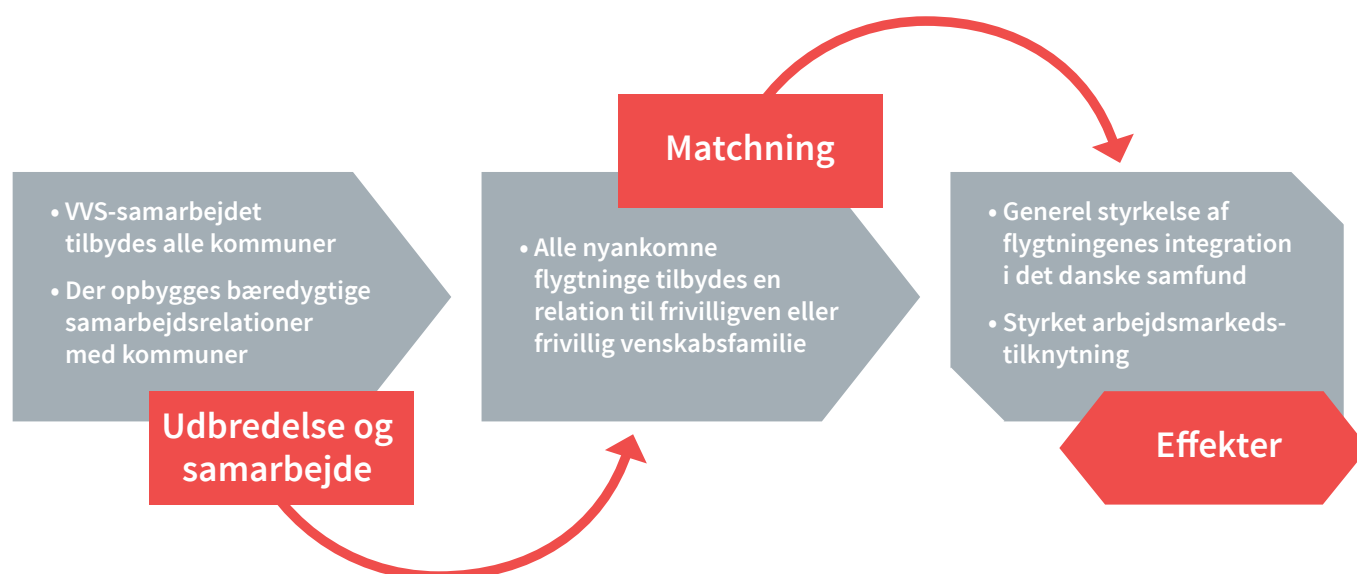 • VVS-samarbejdet
tilbydes alle kommuner
• Der opbygges bæredygtige
samarbejdsrelationer
med kommuner
Udbredelse og
samarbejde
Matchning
• Alle nyankomne
flygtninge tilbydes en
relation til frivilligven eller
frivillig venskabsfamilie
• Generel styrkelse af
flygtningenes integration
i det danske samfund
• Styrket arbejdsmarkeds-
tilknytning
Effekter